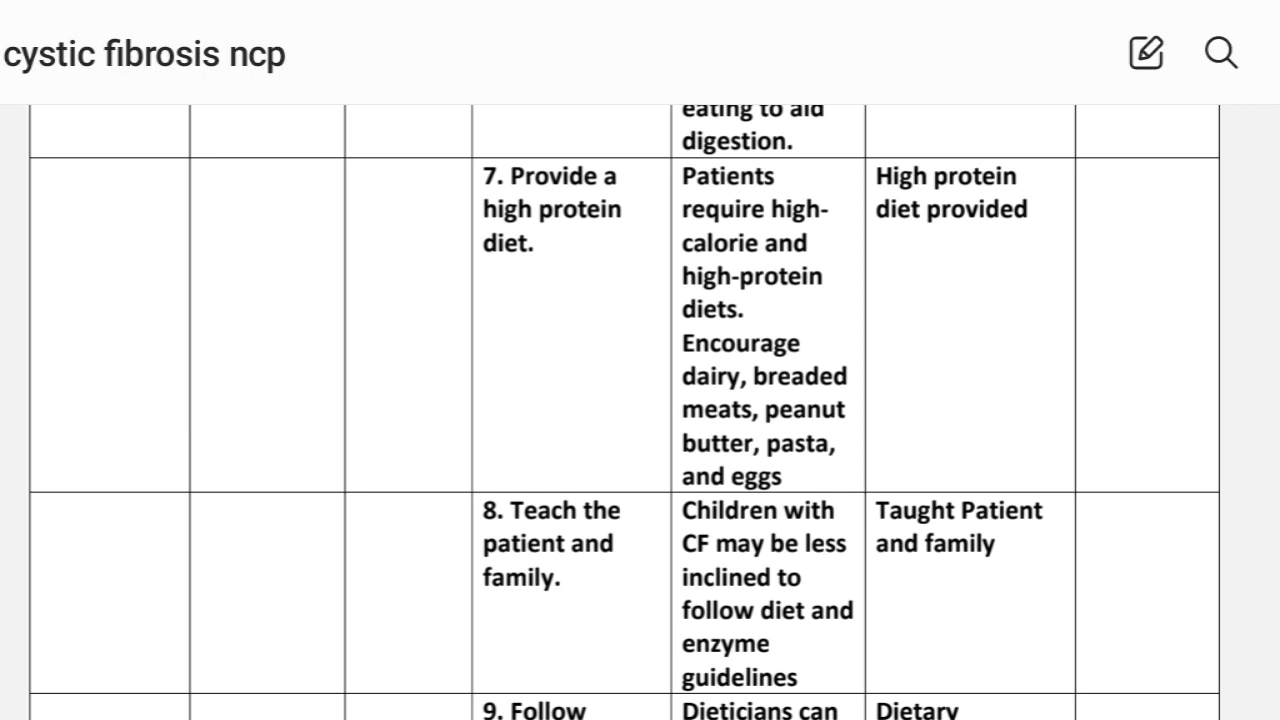 cystic fibrosis ncp
eating to aid
digestion.
7. Provide a
high protein
diet.
Patients
require high-
calorie and
high-protein
diets.
Encourage
dairy, breaded
meats, peanut
butter, pasta,
and eggs
High protein
diet provided
8. Teach the
patient and
family.
Children with
CF may be less
inclined to
follow diet and
enzyme
guidelines
Taught Patient
and family
9. Follow
Dieticians can
Dietary